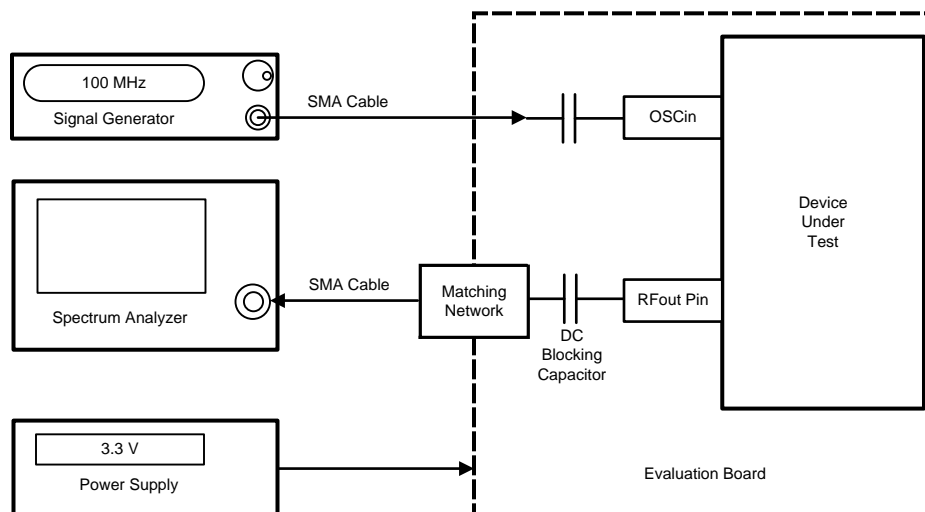 100 MHz
Signal Generator
SMA Cable
OSCin
Device
Under
Test
SMA Cable
Matching
Network
RFout Pin
Spectrum Analyzer
DC
Blocking
Capacitor
3.3 V
Power Supply
Evaluation Board